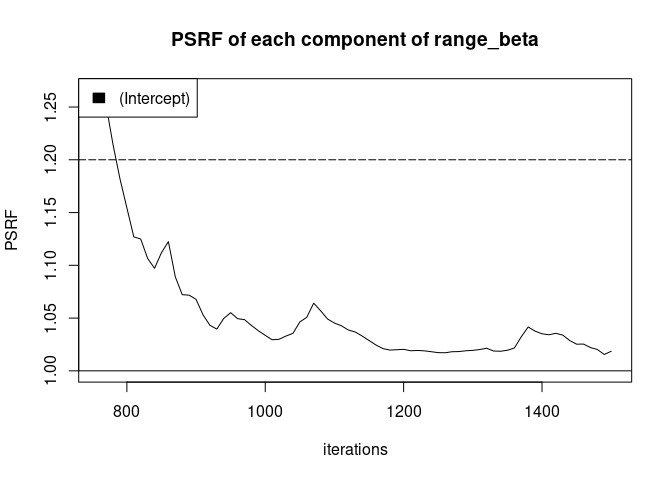 PSRF of each component of range_beta
(Intercept)
PSRF
1.25
1.20
1.15
1.10
1.05
1.00
800 1000 1200 1400
iterations